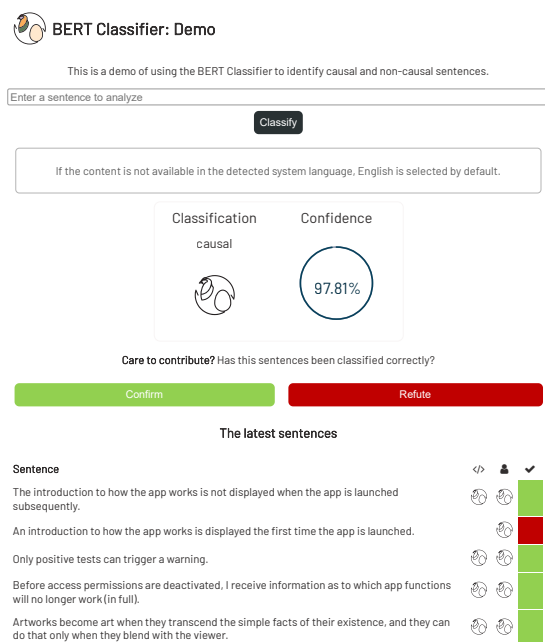 BERT Classifier: Demo
This is a demo of using the BERT Classifier to identify causal and non-causal sentences.
Enter a sentence to analyze
Classify
If the content is not available in the detected system language, English is selected by default.
Classification Confidence
causal
97.81%
Care to contribute? Has this sentences been classified correctly?
Confirm Refute
The latest sentences
Sentence </>
The introduction to how the app works is not displayed when the app is launched
subsequently.
An introduction to how the app works is displayed the first time the app is launched.
Only positive tests can trigger a warning.
Before access permissions are deactivated, I receive information as to which app functions
will no longer work (in full).
Artworks become art when they transcend the simple facts of their existence, and they can
do that only when they blend with the viewer.